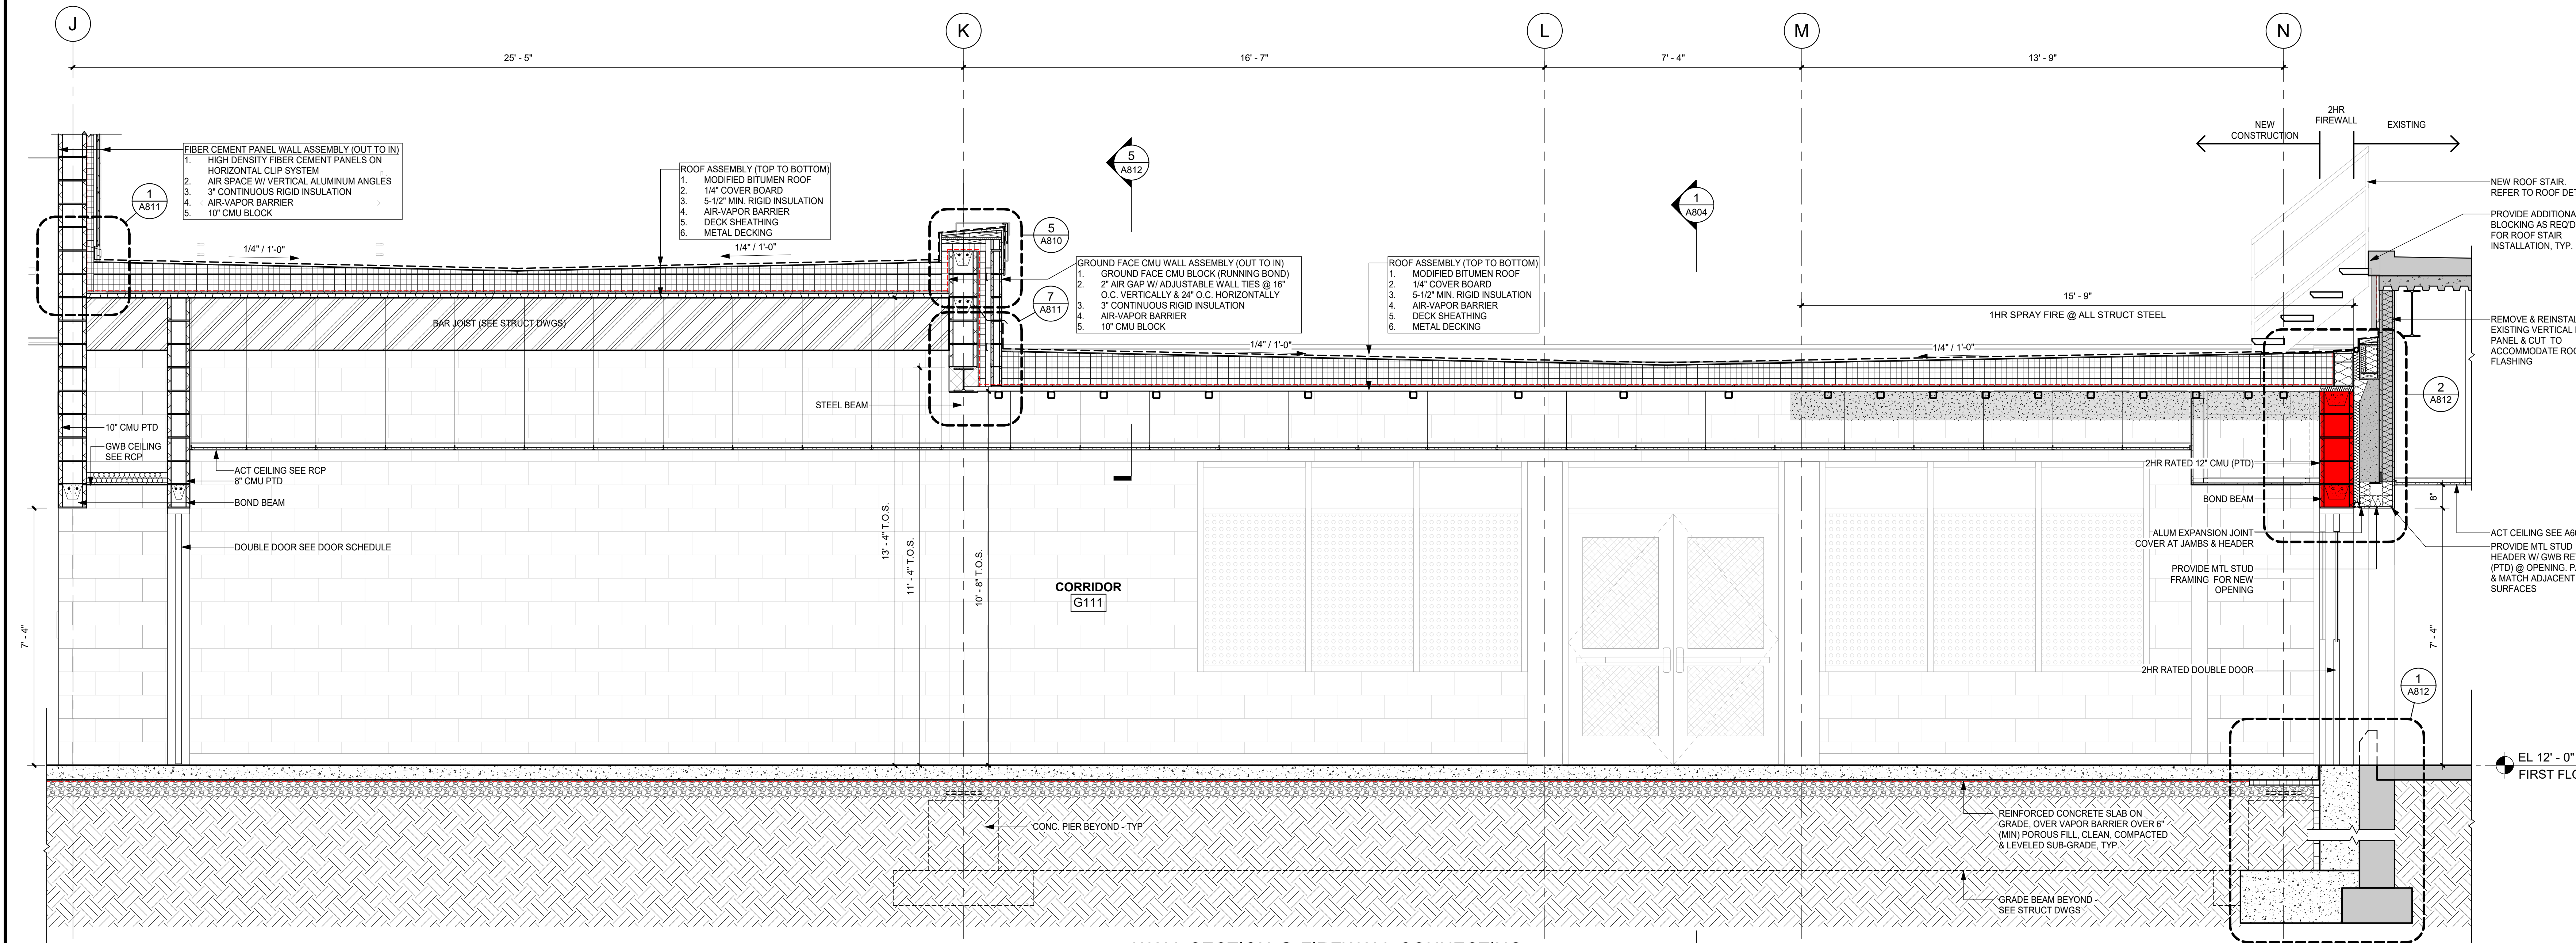 J
K
L
M
N
25' - 5"
16' - 7"
7' - 4"
13' - 9"
NEW
CONSTRUCTION
2HR
FIREWALL
EXISTING
FIBER CEMENT PANEL WALL ASSEMBLY (OUT TO IN)
1. HIGH DENSITY FIBER CEMENT PANELS ON
HORIZONTAL CLIP SYSTEM
2. AIR SPACE W/ VERTICAL ALUMINUM ANGLES
3. 3" CONTINUOUS RIGID INSULATION
4. AIR-VAPOR BARRIER
5. 10" CMU BLOCK
1
A811
1/4" / 1'-0"
ROOF ASSEMBLY (TOP TO BOTTOM)
1. MODIFIED BITUMEN ROOF
2. 1/4" COVER BOARD
3. 5-1/2" MIN. RIGID INSULATION
4. AIR-VAPOR BARRIER
5. DECK SHEATHING
6. METAL DECKING
1/4" / 1'-0"
5
A810
7
A811
5
A812
1
A804
GROUND FACE CMU WALL ASSEMBLY (OUT TO IN)
1. GROUND FACE CMU BLOCK (RUNNING BOND)
2. 2" AIR GAP W/ ADJUSTABLE WALL TIES @ 16"
O.C. VERTICALLY & 24" O.C. HORIZONTALLY
3. 3" CONTINUOUS RIGID INSULATION
4. AIR-VAPOR BARRIER
5. 10" CMU BLOCK
ROOF ASSEMBLY (TOP TO BOTTOM)
1. MODIFIED BITUMEN ROOF
2. 1/4" COVER BOARD
3. 5-1/2" MIN. RIGID INSULATION
4. AIR-VAPOR BARRIER
5. DECK SHEATHING
6. METAL DECKING
15' - 9"
1HR SPRAY FIRE @ ALL STRUCT STEEL
1/4" / 1'-0"
1/4" / 1'-0"
NEW ROOF STAIR.
REFER TO ROOF
PROVIDE
BLOCKING AS REQ'D
FOR ROOF STAIR
INSTALLATION, TYP.
REMOVE &
EXISTING VERTICAL
PANEL & CUT TO
ACCOMMODATE
FLASHING
2
A812
BAR JOIST (SEE STRUCT DWGS)
STEEL BEAM
10" CMU PTD
GWB CEILING
SEE RCP
ACT CEILING SEE RCP
8" CMU PTD
BOND BEAM
DOUBLE DOOR SEE DOOR SCHEDULE
7' - 4"
13' - 4" T.O.S.
11' - 4" T.O.S.
10' - 8" T.O.S.
CORRIDOR
G111
2HR RATED 12" CMU (PTD)
BOND BEAM
ALUM EXPANSION JOINT
COVER AT JAMBS & HEADER
PROVIDE MTL STUD
FRAMING FOR NEW
OPENING
2HR RATED DOUBLE DOOR
8"
7' - 4"
ACT CEILING SEE
PROVIDE MTL STUD
HEADER W/ GWB
(PTD) @ OPENING.
& MATCH ADJACENT
SURFACES
1
A812
EL 12' - 0"
FIRST
CONC. PIER BEYOND - TYP
REINFORCED CONCRETE SLAB ON
GRADE, OVER VAPOR BARRIER OVER 6"
(MIN) POROUS FILL, CLEAN, COMPACTED
& LEVELED SUB-GRADE, TYP
GRADE BEAM BEYOND -
SEE STRUCT DWGS